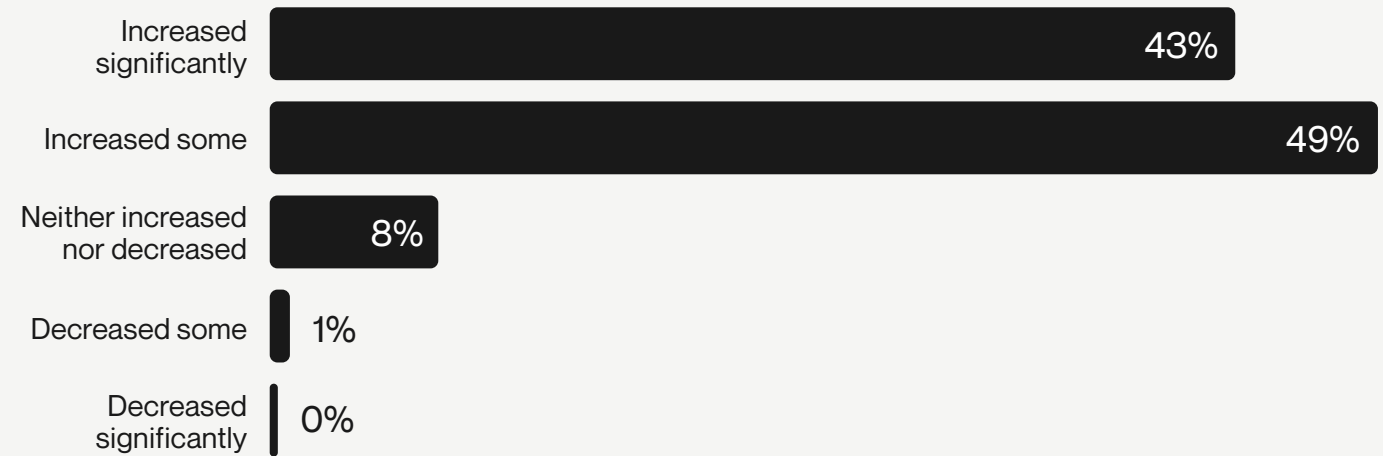 Increased
significantly
43%
Increased some
49%
Neither increased
nor decreased
8%
Decreased some
1%
Decreased
significantly
0%